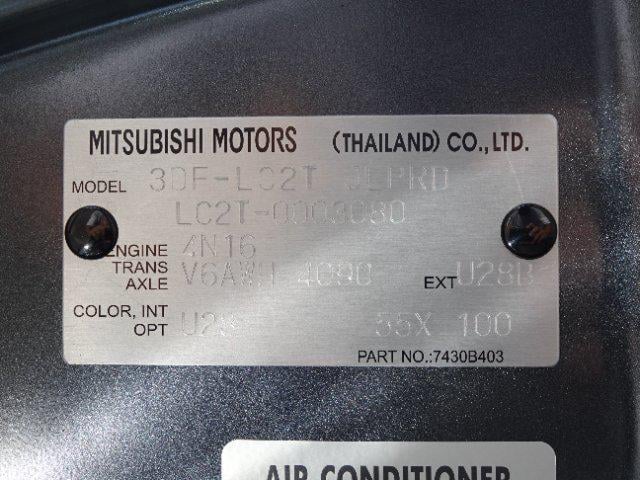 MITSUBISHI MOTORS (THAILAND) CO.,LTD.
MODEL 3DF-LC2T JLPRD
LC2T-0003080
ENGINE 4N16
TRANS AXLE V6AWH 4090 EXT U28B
COLOR, INT OPT U28 55X 100
PART NO.:7430B403
AIR CONDITIONER